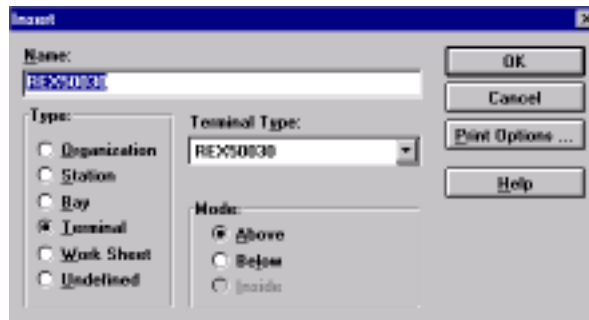 Insert
Name:
REX50030
Type:
Organization
Station
Bay
Terminal
Work Sheet
Undefined
Terminal Type:
REX50030
Mode:
Above
Below
Inside
OK
Cancel
Print Options ...
Help